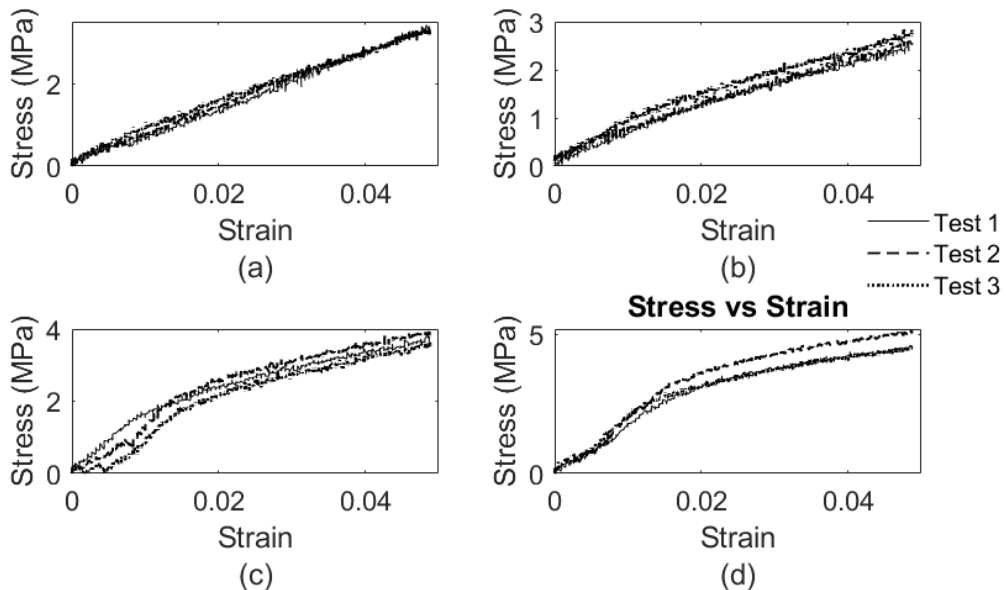 Stress (MPa)
2
0
0
0.02
0.04
Strain
(a)
Stress (MPa)
3
2
1
0
0
0.02
0.04
Strain
(b)
Test 1
Test 2
Test 3
Stress (MPa)
4
2
0
0
0.02
0.04
Strain
(c)
Stress vs Strain
Stress (MPa)
5
0
0
0.02
0.04
Strain
(d)